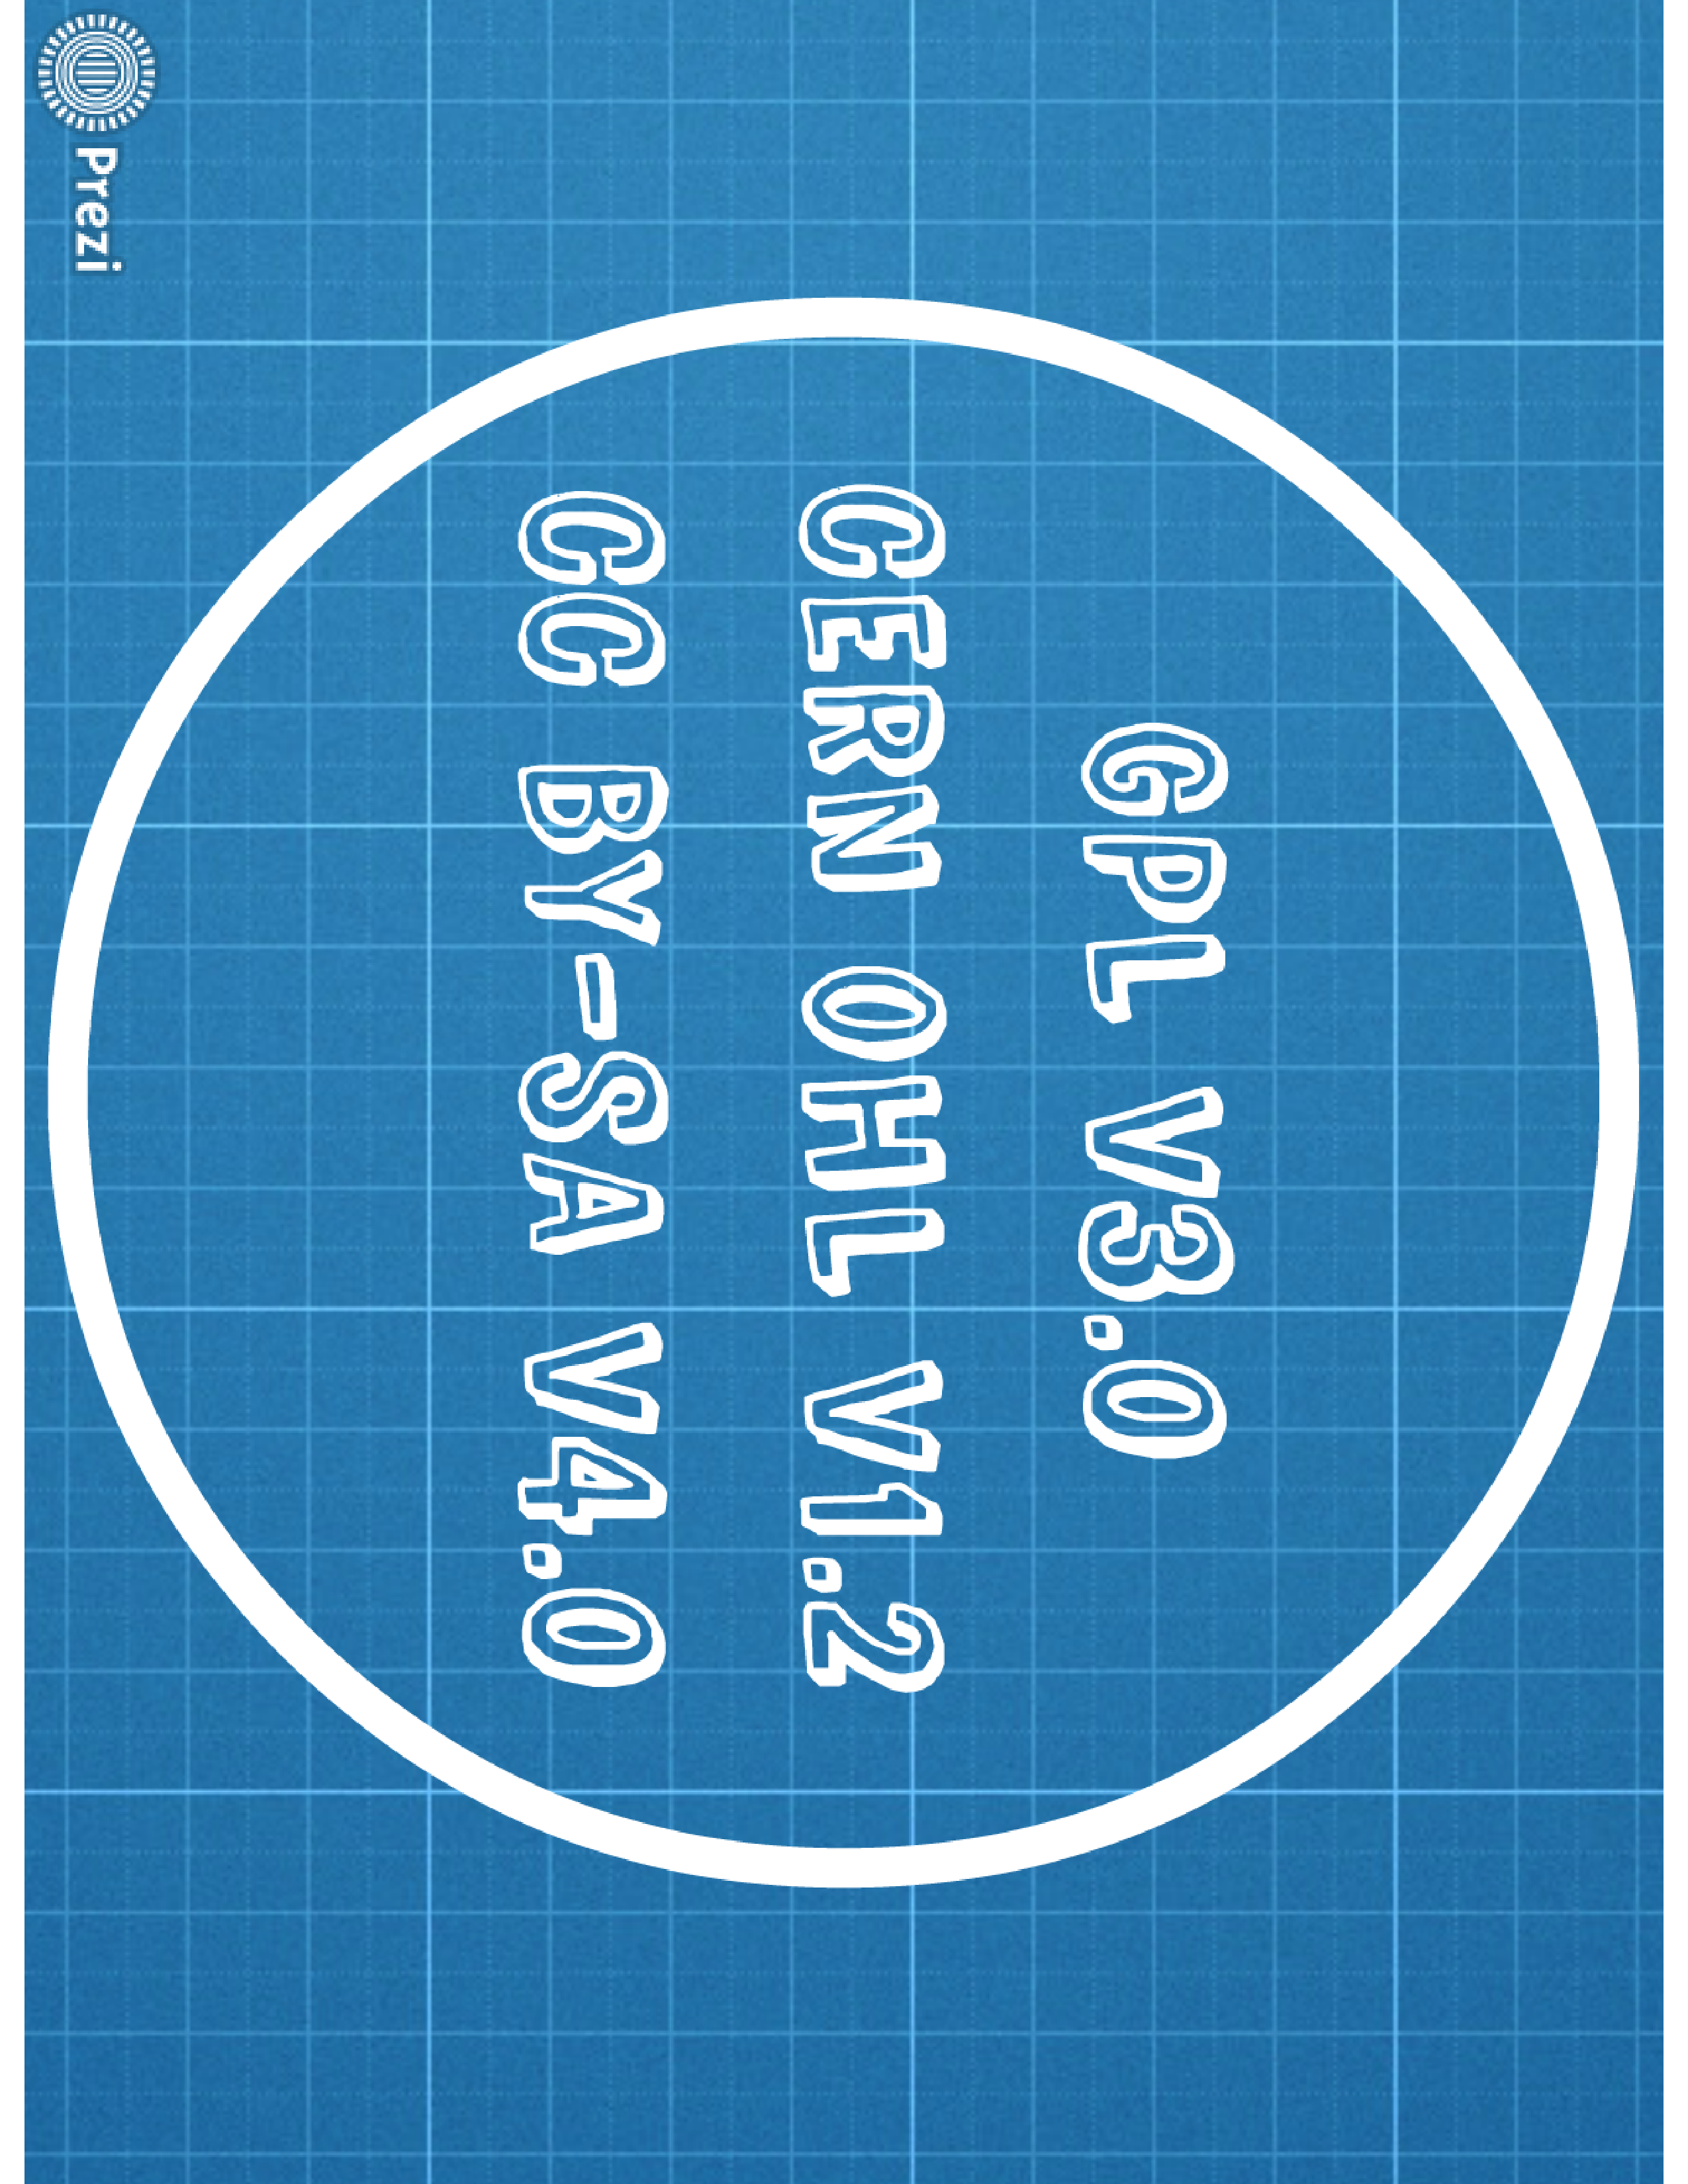 GPL V3.0
CERN OHL V1.2
CC BY-SA V4.0
Prezi